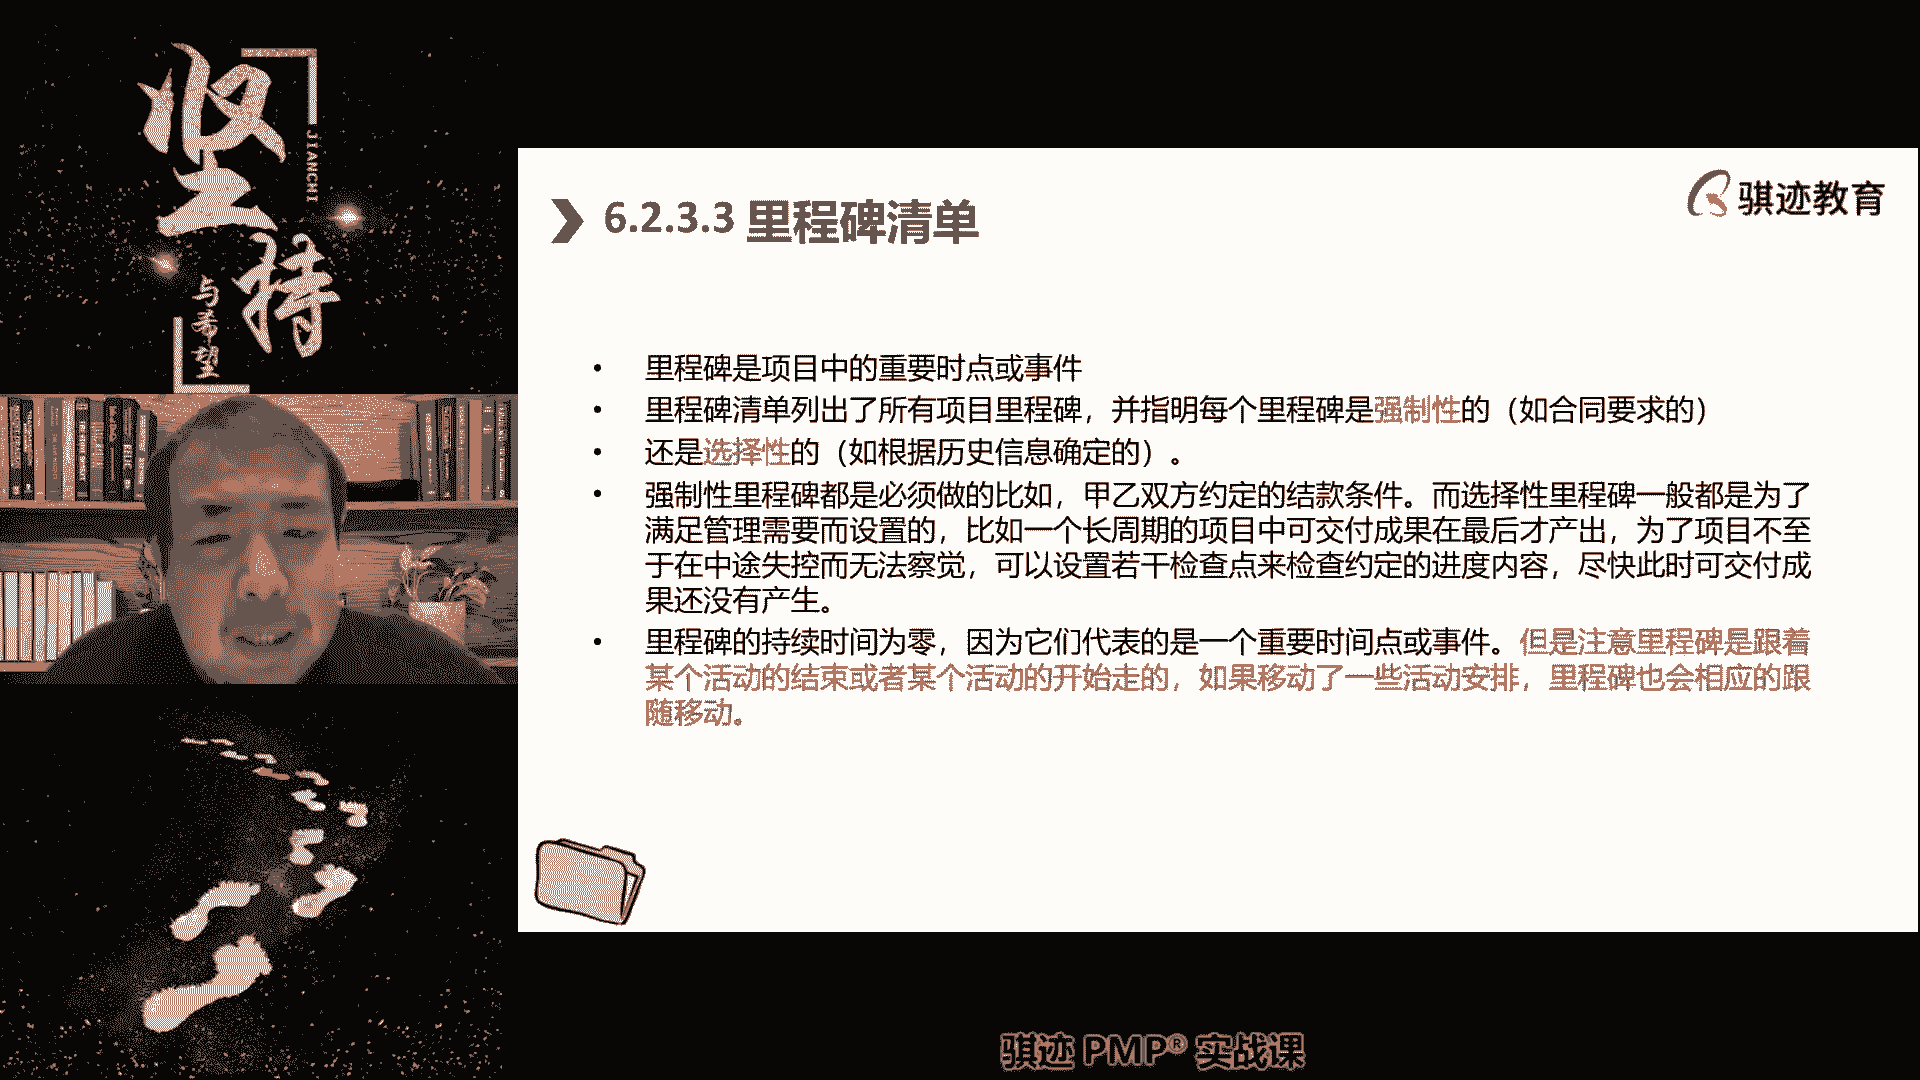 坚持
JIANCHI
与希望
骐迹教育
6.2.3.3 里程碑清单
• 里程碑是项目中的重要时点或事件
• 里程碑清单列出了所有项目里程碑，并指明每个里程碑是强制性的（如合同要求的）
• 还是选择性的（如根据历史信息确定的）。
• 强制性里程碑都是必须做的比如，甲乙双方约定的结款条件。而选择性里程碑一般都是为了
满足管理需要而设置的，比如一个长周期的项目中可交付成果在最后才产出，为了项目不至
于在中途失控而无法察觉，可以设置若干检查点来检查约定的进度内容，尽快此时可交付成
果还没有产生。
• 里程碑的持续时间为零，因为它们代表的是一个重要时间点或事件。但是注意里程碑是跟着
某个活动的结束或者某个活动的开始走的，如果移动了一些活动安排，里程碑也会相应的跟
随移动。
骐迹 PMP® 实战课